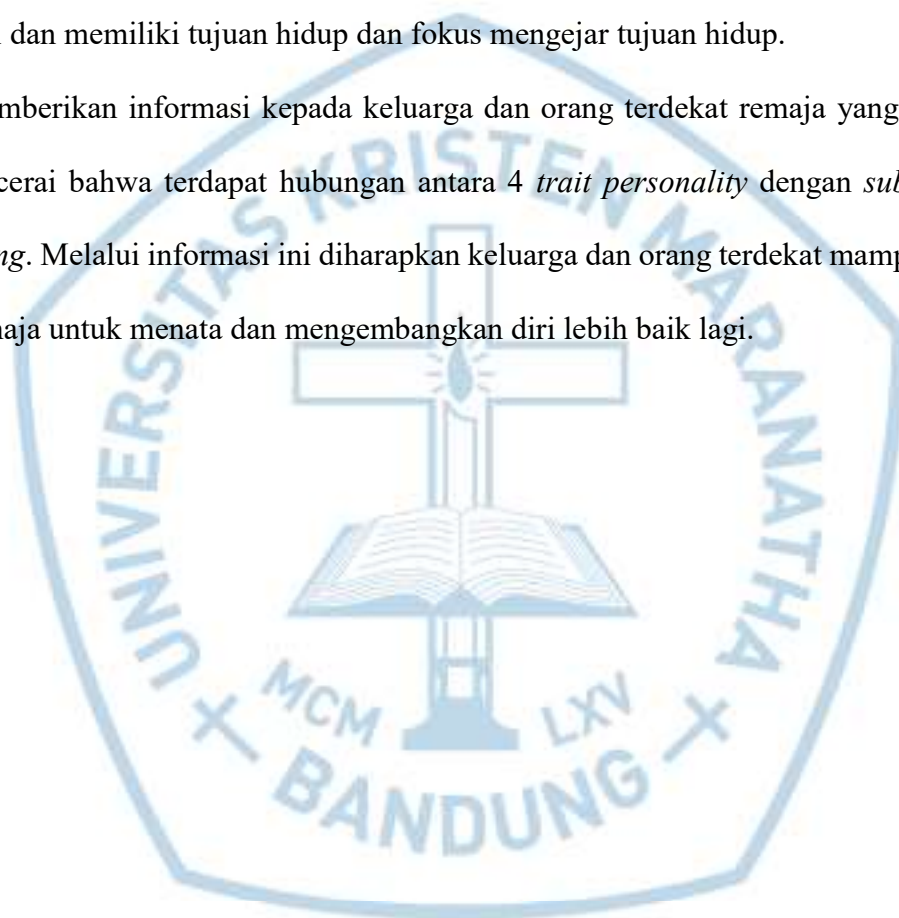 dan memiliki tujuan hidup dan fokus mengejar tujuan hidup.
mberikan informasi kepada keluarga dan orang terdekat remaja yang
cerai bahwa terdapat hubungan antara 4 trait personality dengan sub
ng. Melalui informasi ini diharapkan keluarga dan orang terdekat mamp
naja untuk menata dan mengembangkan diri lebih baik lagi.
UNIVERSITAS KRISTEN MARANATHA
MCM LXV
BANDUNG